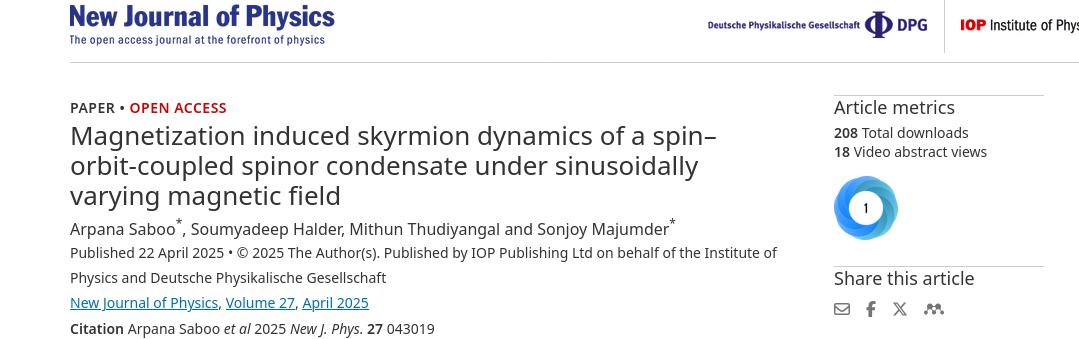 New Journal of Physics
The open access journal at the forefront of physics
Deutsche Physikalische Gesellschaft DPG
IOP Institute of Phys
PAPER • OPEN ACCESS
Magnetization induced skyrmion dynamics of a spin–
orbit-coupled spinor condensate under sinusoidally
varying magnetic field
Arpana Saboo*, Soumyadeep Halder, Mithun Thudiyangal and Sonjoy Majumder*
Published 22 April 2025 • © 2025 The Author(s). Published by IOP Publishing Ltd on behalf of the Institute of
Physics and Deutsche Physikalische Gesellschaft
New Journal of Physics, Volume 27, April 2025
Citation Arpana Saboo et al 2025 New J. Phys. 27 043019
Article metrics
208 Total downloads
18 Video abstract views
1
Share this article